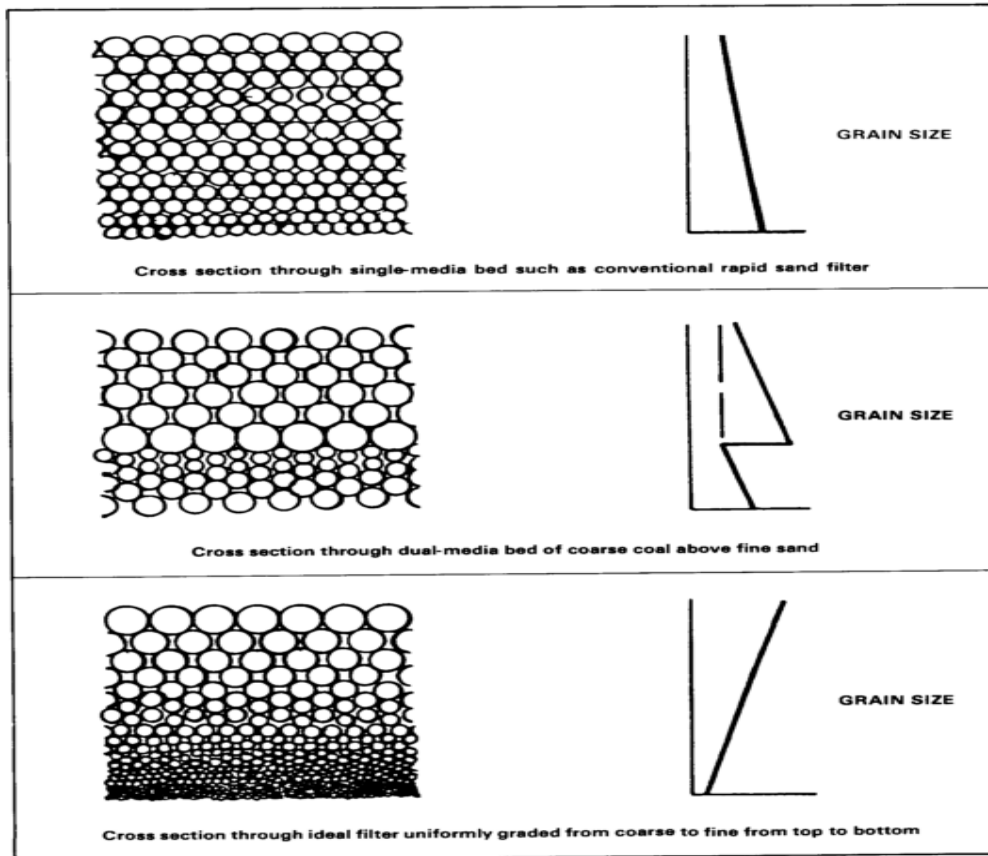 GRAIN SIZE
Cross section through single-media bed such as conventional rapid sand filter
GRAIN SIZE
Cross section through dual-media bed of coarse coal above fine sand
GRAIN SIZE
Cross section through ideal filter uniformly graded from coarse to fine from top to bottom